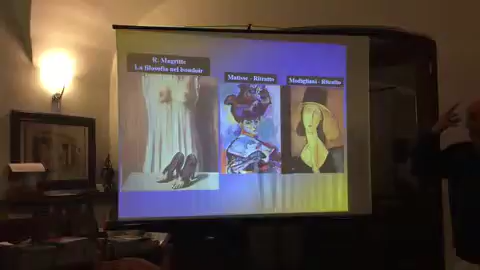 R. Magritte
La filosofia nel boudoir
Matisse - Ritratto
Modigliani - Ritratto